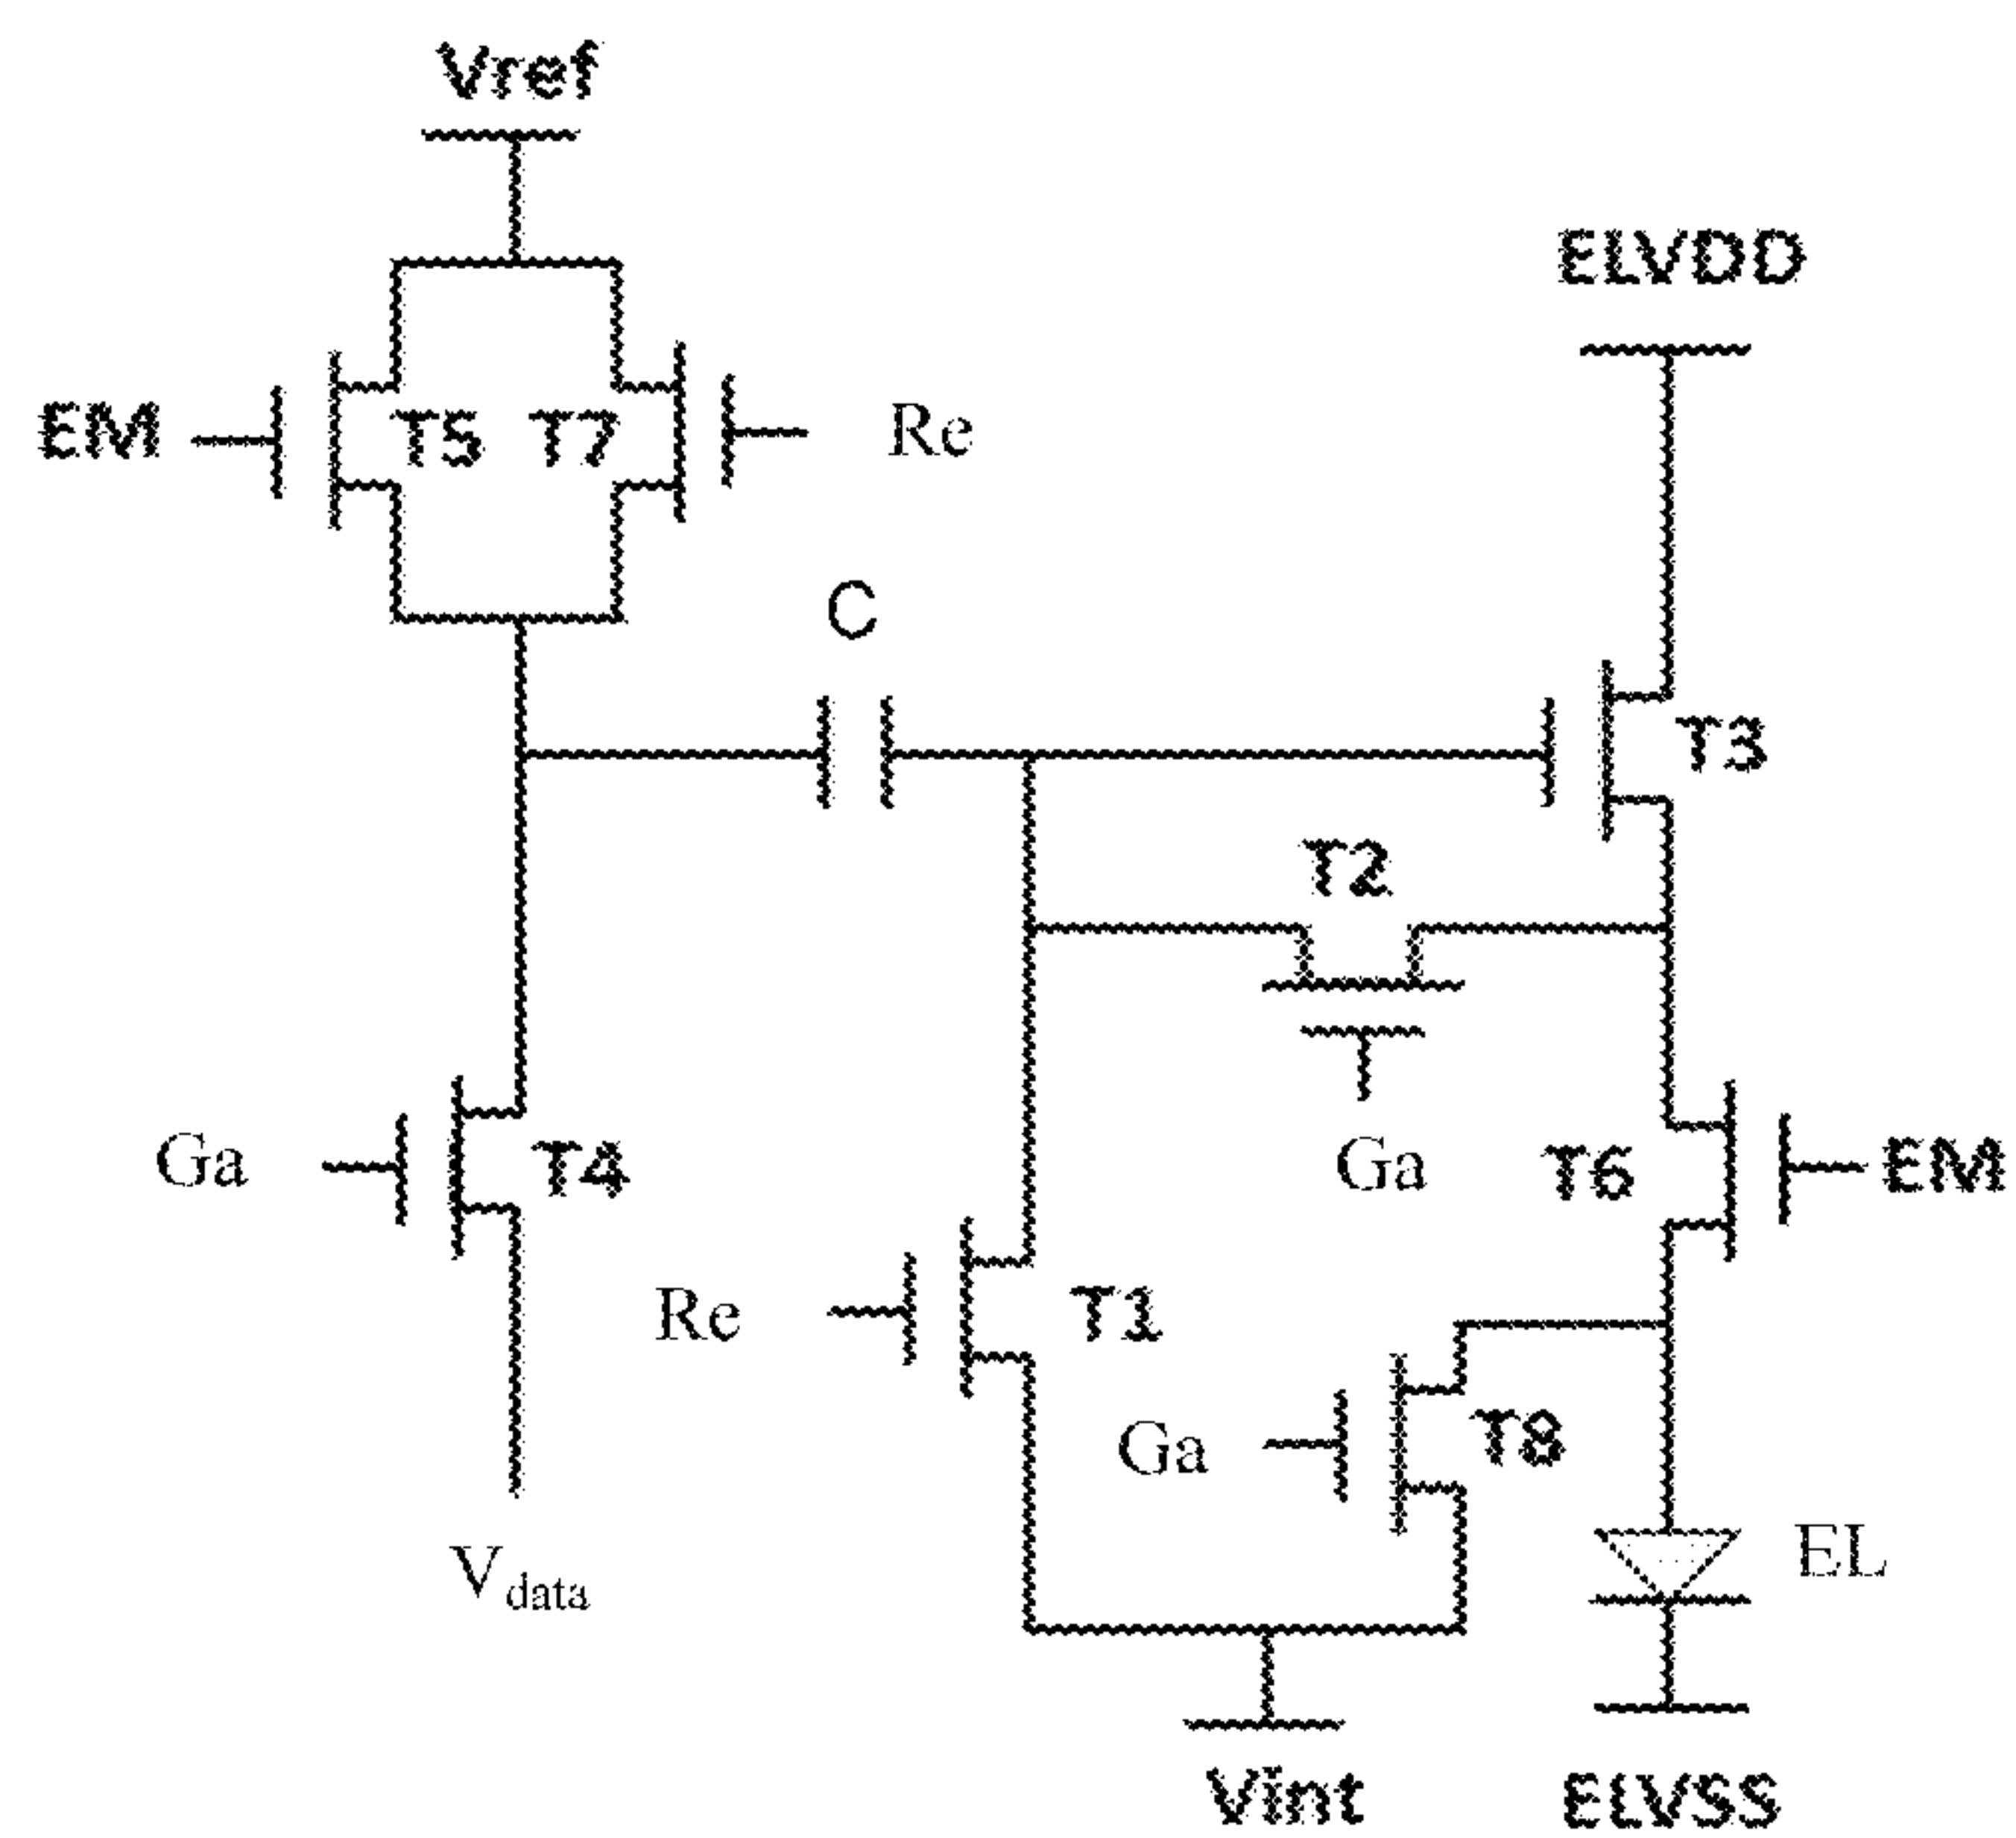 Vref
ELVDD
EM
T5
T7
Re
C
T3
T2
Ga
T4
Ga
T6
EM
Re
T1
Ga
T8
Vdata
EL
Vint
ELVSS